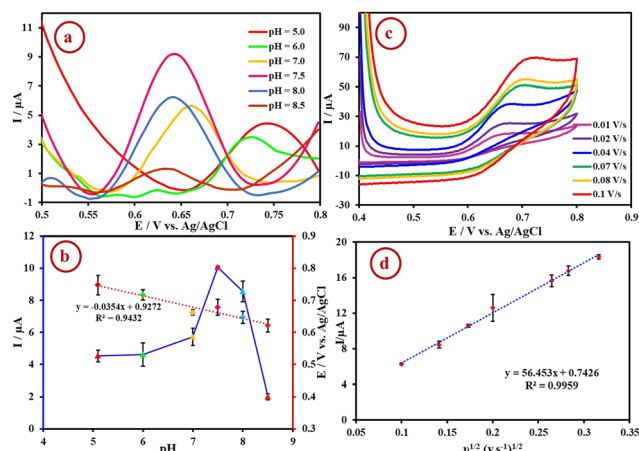 a
I / µA
11
9
7
5
3
1
-1
0.5
0.55
0.6
0.65
0.7
0.75
0.8
E / V vs. Ag/AgCl
pH = 5.0
pH = 6.0
pH = 7.0
pH = 7.5
pH = 8.0
pH = 8.5
c
I / µA
90
70
50
30
10
-10
-30
0.4
0.6
0.8
1
E / V vs. Ag/AgCl
0.01 V/s
0.02 V/s
0.04 V/s
0.07 V/s
0.08 V/s
0.1 V/s
b
I / µA
12
10
8
6
4
2
0
4
5
6
7
8
9
pH
0.9
0.8
0.7
0.6
0.5
0.4
0.3
E / V vs. Ag/AgCl
y = -0.0354x + 0.9272
R² = 0.9432
d
I/µA
20
16
12
8
4
0.05
0.1
0.15
0.2
0.25
0.3
0.35
υ1/2 (v.s-1)1/2
y = 56.453x + 0.7426
R² = 0.9959